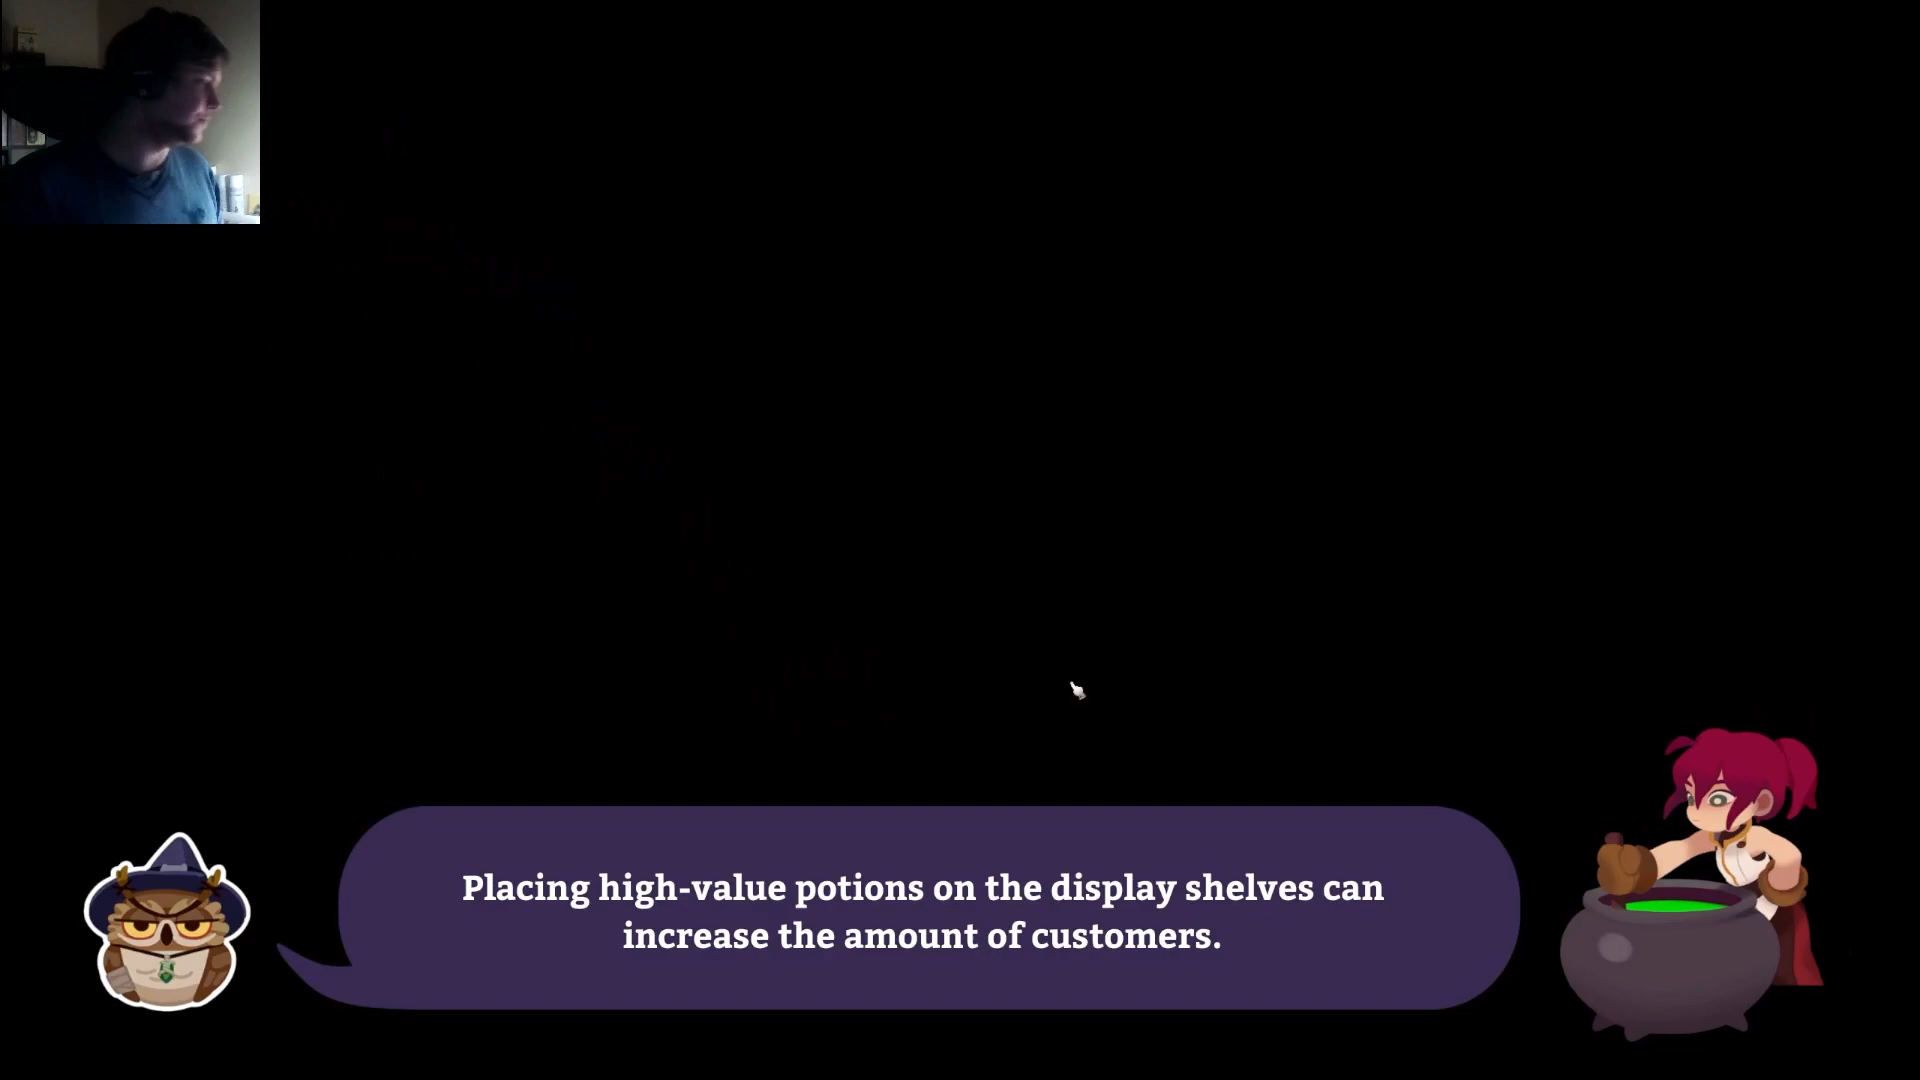 Placing high-value potions on the display shelves can
increase the amount of customers.